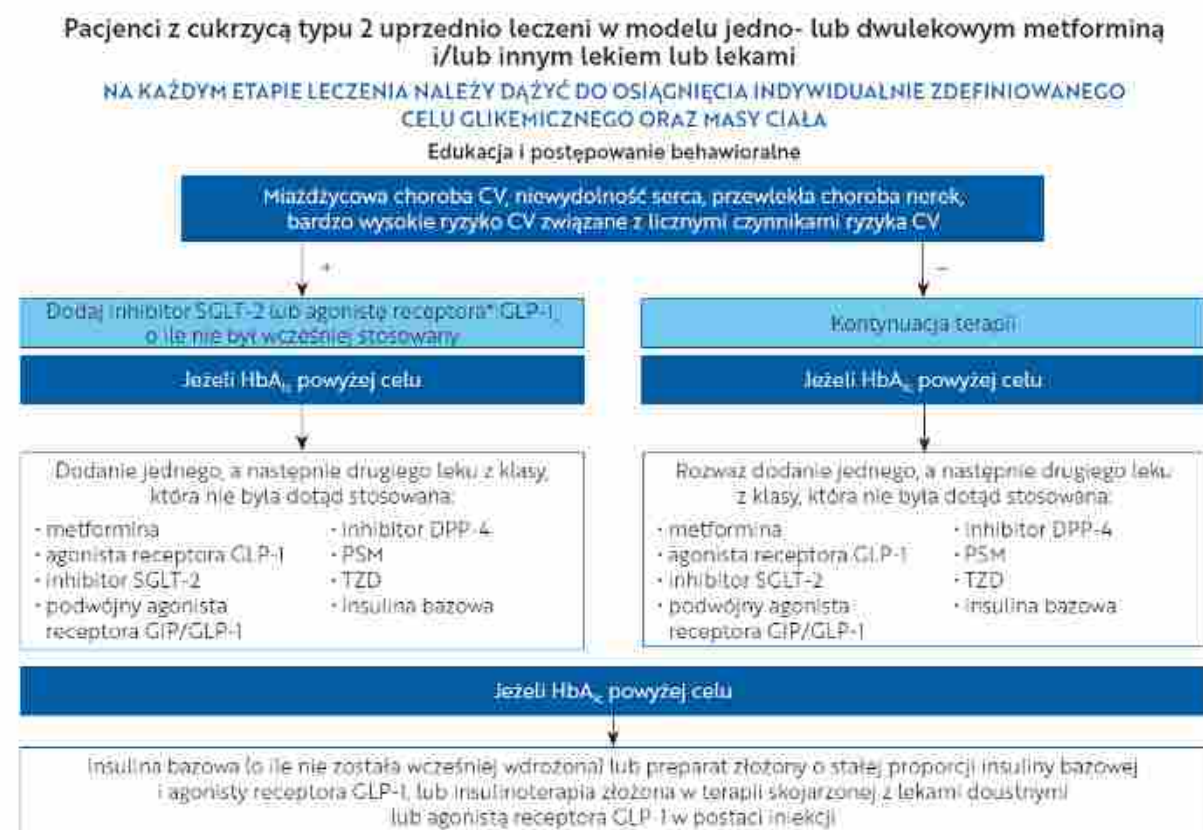 Pacjenci z cukrzycą typu 2 uprzednio leczeni w modelu jedno- lub dwulekowym metforminą
i/lub innym lekiem lub lekami
NA KAŻDYM ETAPIE LECZENIA NALEŻY DĄŻYĆ DO OSIĄGNIĘCIA INDYWIDUALNIE ZDEFINIOWANEGO
CELU GLIKEMICZNEGO ORAZ MASY CIAŁA
Edukacja i postępowanie behawioralne
Miażdżycowa choroba CV, niewydolność serca, przewlekła choroba nerek,
bardzo wysokie ryzyko CV związane z licznymi czynnikami ryzyka CV
+
–
Dodaj inhibitor SGLT-2 lub agonistę receptora* GLP-1,
o ile nie był wcześniej stosowany
Jeżeli HbA1c powyżej celu
Dodanie jednego, a następnie drugiego leku z klasy,
która nie była dotąd stosowana:
• metformina
• agonista receptora GLP-1
• inhibitor SGLT-2
• podwójny agonista
receptora GIP/GLP-1
• inhibitor DPP-4
• PSM
• TZD
• insulina bazowa
Kontynuacja terapii
Jeżeli HbA1c powyżej celu
Rozważ dodanie jednego, a następnie drugiego leku
z klasy, która nie była dotąd stosowana:
• metformina
• agonista receptora GLP-1
• inhibitor SGLT-2
• podwójny agonista
receptora GIP/GLP-1
• inhibitor DPP-4
• PSM
• TZD
• insulina bazowa
Jeżeli HbA1c powyżej celu
Insulina bazowa (o ile nie została wcześniej wdrożona) lub preparat złożony o stałej proporcji insuliny bazowej
i agonisty receptora GLP-1, lub insulinoterapia złożona w terapii skojarzonej z lekami doustnymi
lub agonistą receptora GLP-1 w postaci iniekcji